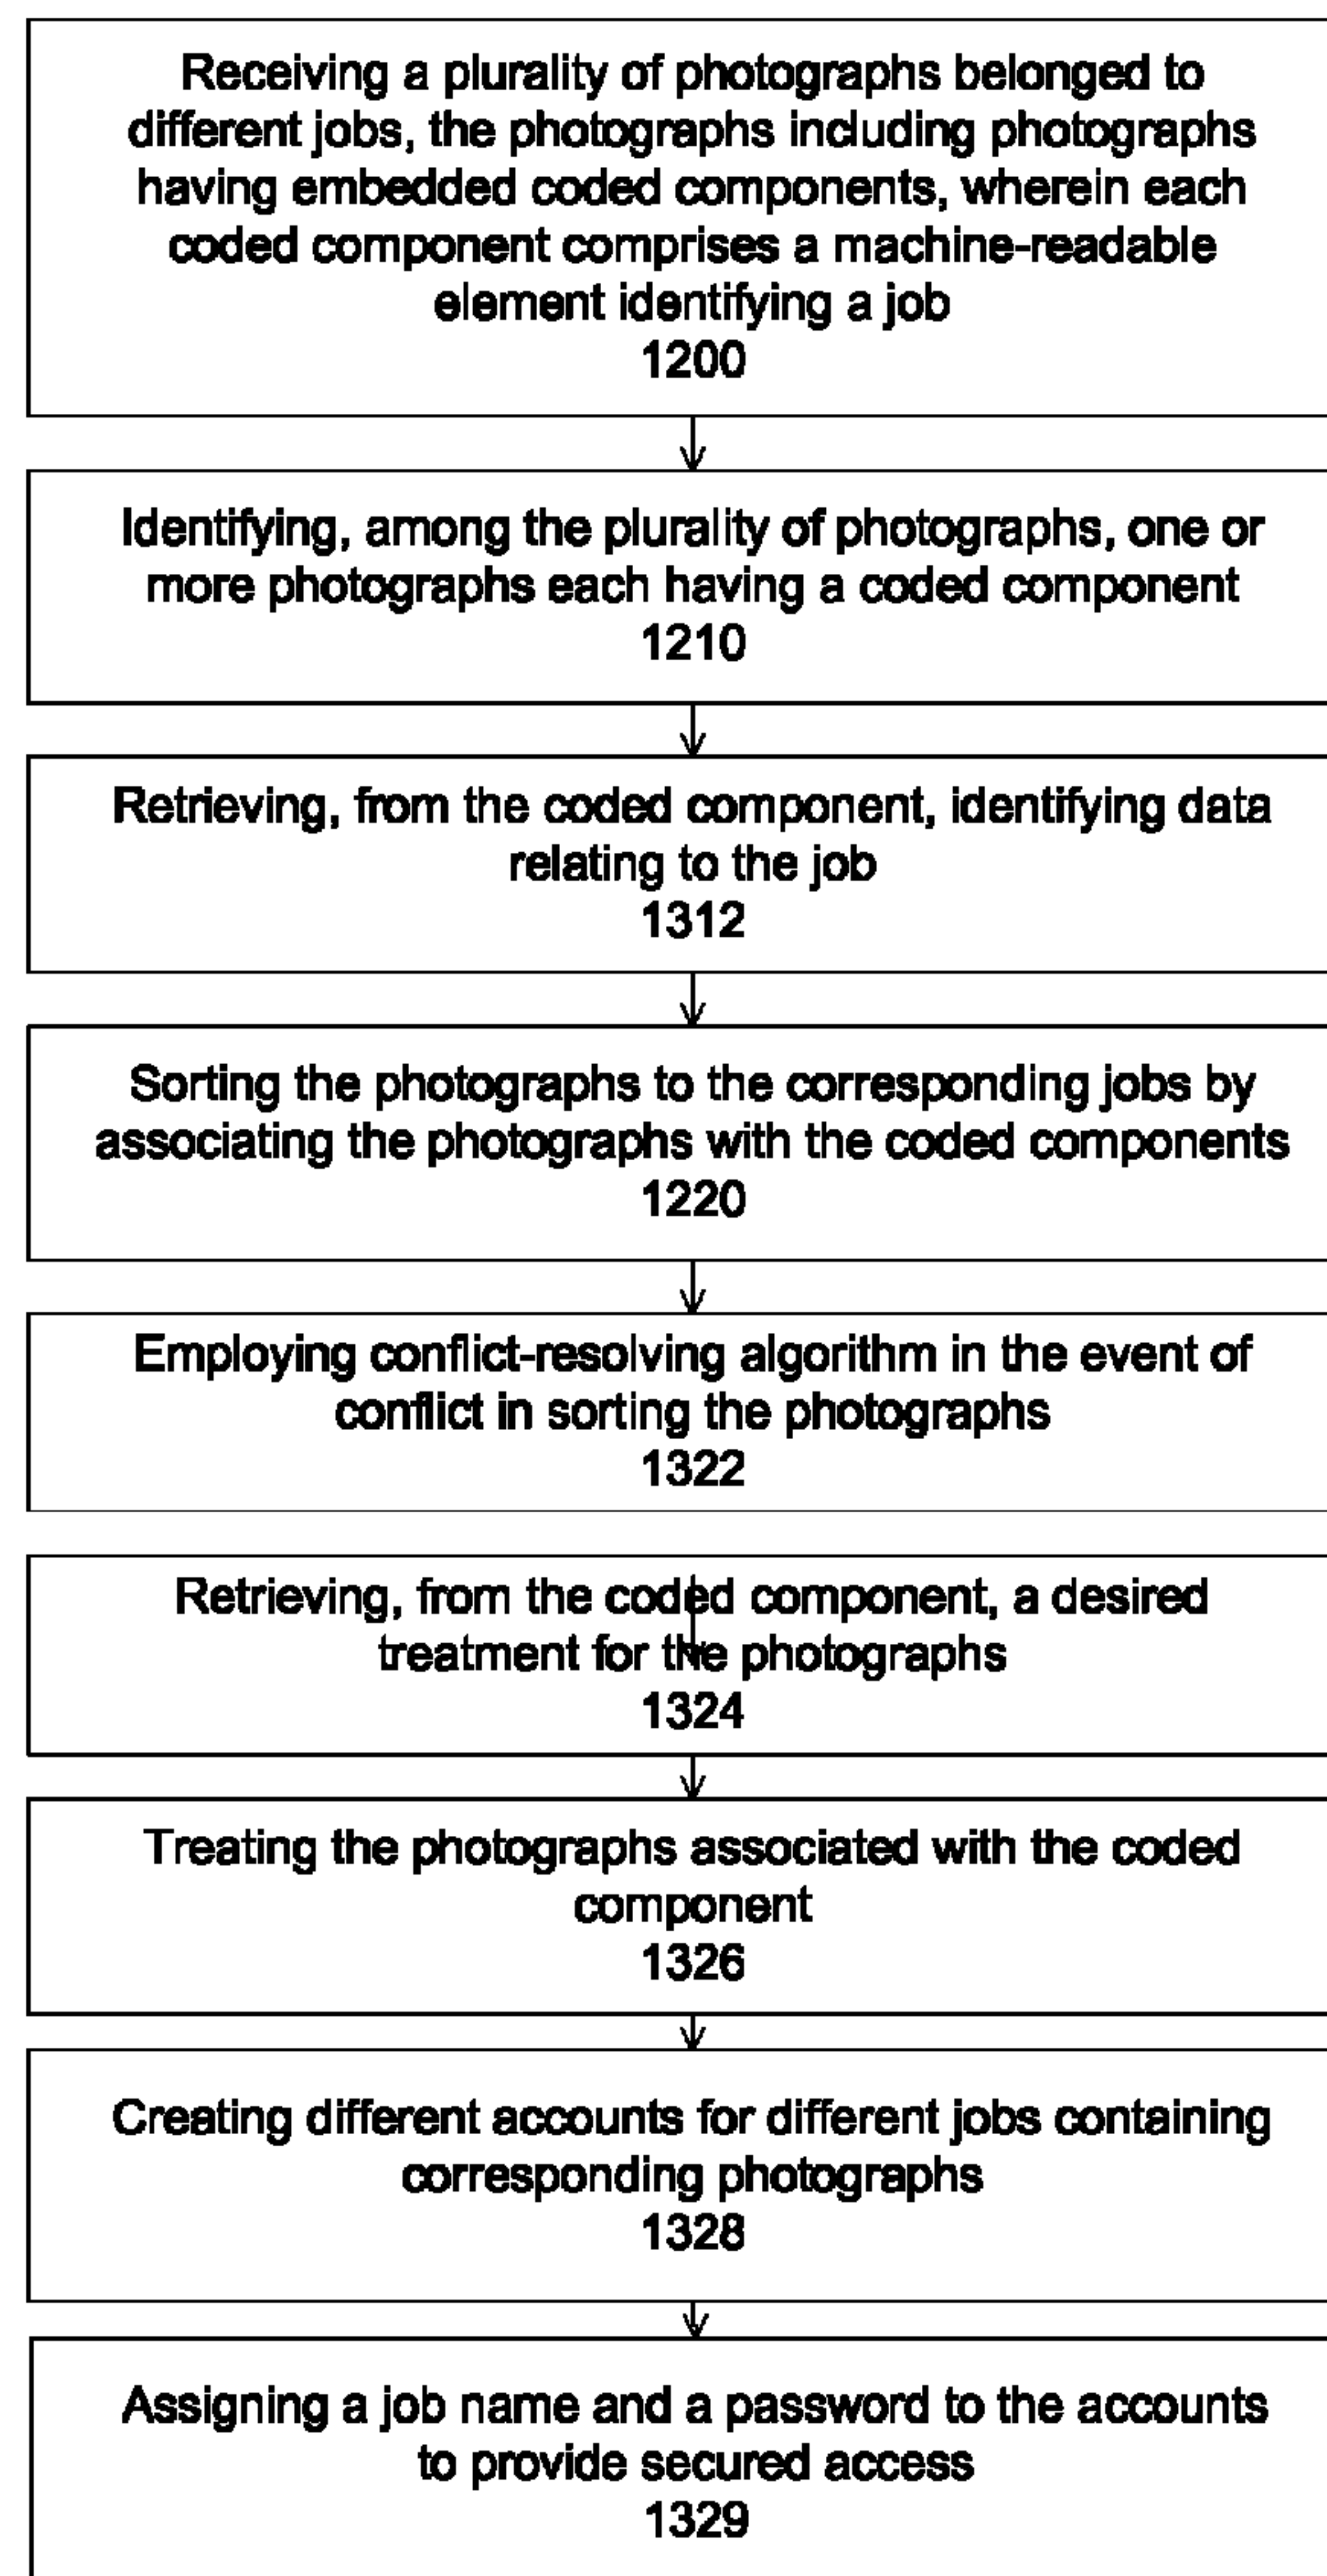 Receiving a plurality of photographs belonged to
different jobs, the photographs including photographs
having embedded coded components, wherein each
coded component comprises a machine-readable
element identifying a job
1200
Identifying, among the plurality of photographs, one or
more photographs each having a coded component
1210
Retrieving, from the coded component, identifying data
relating to the job
1312
Sorting the photographs to the corresponding jobs by
associating the photographs with the coded components
1220
Employing conflict-resolving algorithm in the event of
conflict in sorting the photographs
1322
Retrieving, from the coded component, a desired
treatment for the photographs
1324
Treating the photographs associated with the coded
component
1326
Creating different accounts for different jobs containing
corresponding photographs
1328
Assigning a job name and a password to the accounts
to provide secured access
1329